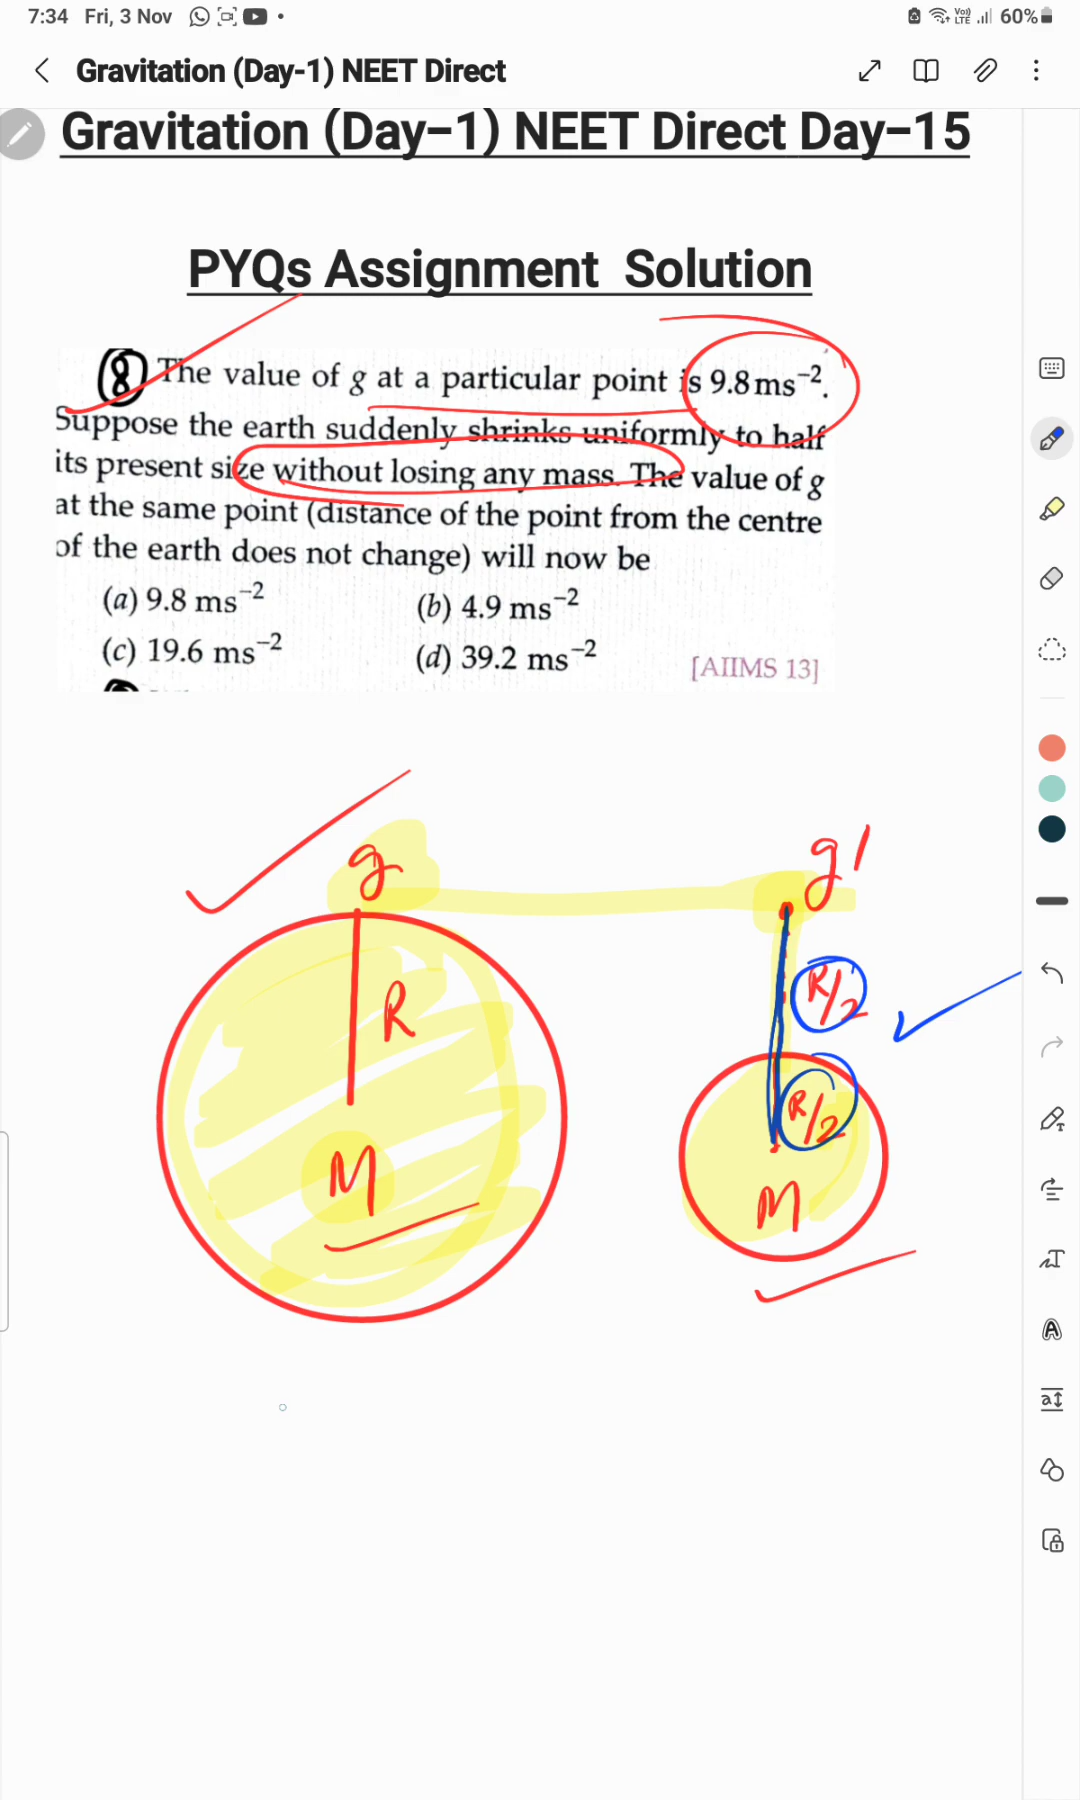 7:34 Fri, 3 Nov
60%
Gravitation (Day-1) NEET Direct
Gravitation (Day-1) NEET Direct Day-15
PYQs Assignment Solution
(8) The value of g at a particular point is 9.8 ms⁻².
Suppose the earth suddenly shrinks uniformly to half
its present size without losing any mass. The value of g
at the same point (distance of the point from the centre
of the earth does not change) will now be
(a) 9.8 ms⁻² (b) 4.9 ms⁻²
(c) 19.6 ms⁻² (d) 39.2 ms⁻²
[AIIMS 13]
g g'
R R/2
R/2
M M